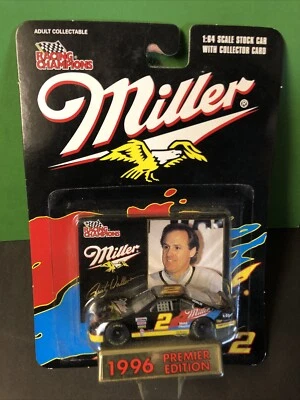 ADULT COLLECTABLE
RACING
CHAMPIONS
1:64 SCALE STOCK CAR
WITH COLLECTOR CARD
Miller
®
RACING
CHAMPIONS
Miller
2
Miller
2
1996 PREMIER
EDITION